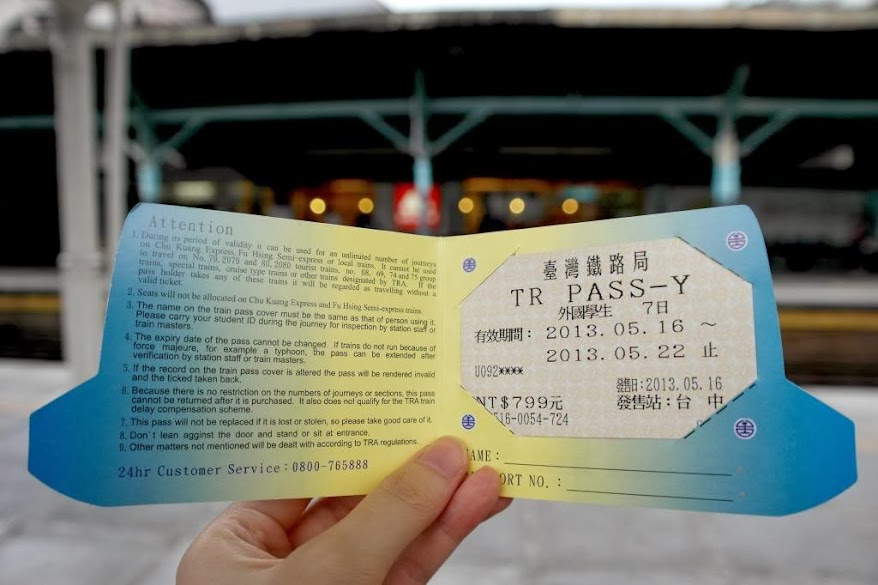 Attention
1. During its period of validity it can be used for an unlimited number of journeys
on Chu Kuang Express, Fu Hsing Semi-express or local trains. It cannot be used
to travel on No. 70, 2070 and 80, 2080 tourist trains, no. 68, 69, 74 and 75 group
trains, special trains, cruise type trains or other trains designated by TRA. If the
pass holder takes any of these trains it will be regarded as travelling without a
valid ticket.
2. Seats will not be allocated on Chu Kuang Express and Fu Hsing Semi-express trains.
3. The name on the train pass cover must be the same as that of person using it.
Please carry your student ID during the journey for inspection by station staff or
train masters.
4. The expiry date of the pass cannot be changed. If trains do not run because of
force majeure, for example a typhoon, the pass can be extended after
verification by station staff or train masters.
5. If the record on the train pass cover is altered the pass will be rendered invalid
and the ticked taken back.
6. Because there is no restriction on the numbers of journeys or sections, this pass
cannot be returned after it is purchased. It also does not qualify for the TRA train
delay compensation scheme.
7. This pass will not be replaced if it is lost or stolen, so please take good care of it.
8. Don´t lean against the door and stand or sit at entrance.
9. Other matters not mentioned will be dealt with according to TRA regulations.
24hr Customer Service：0800-765888
臺灣鐵路局
TR PASS-Y
外國學生 7日
有效期間： 2013.05.16 ～
2013.05.22 止
U092****
2013.05.16
NT$799元
發售站：台 中
516-0054-724
AME：
ORT NO.：